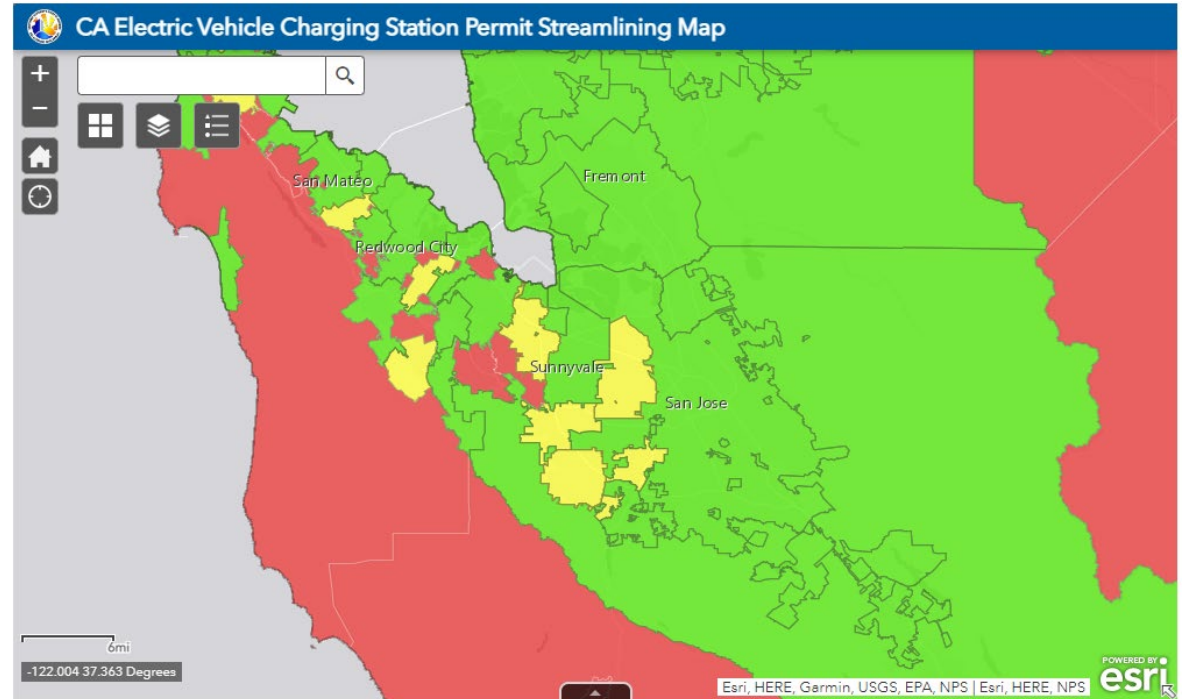 CA Electric Vehicle Charging Station Permit Streamlining Map
+
−
San Mateo
Fremont
Redwood City
Sunnyvale
San Jose
6mi
-122.004 37.363 Degrees
Esri, HERE, Garmin, USGS, EPA, NPS | Esri, HERE, NPS
POWERED BY
esri